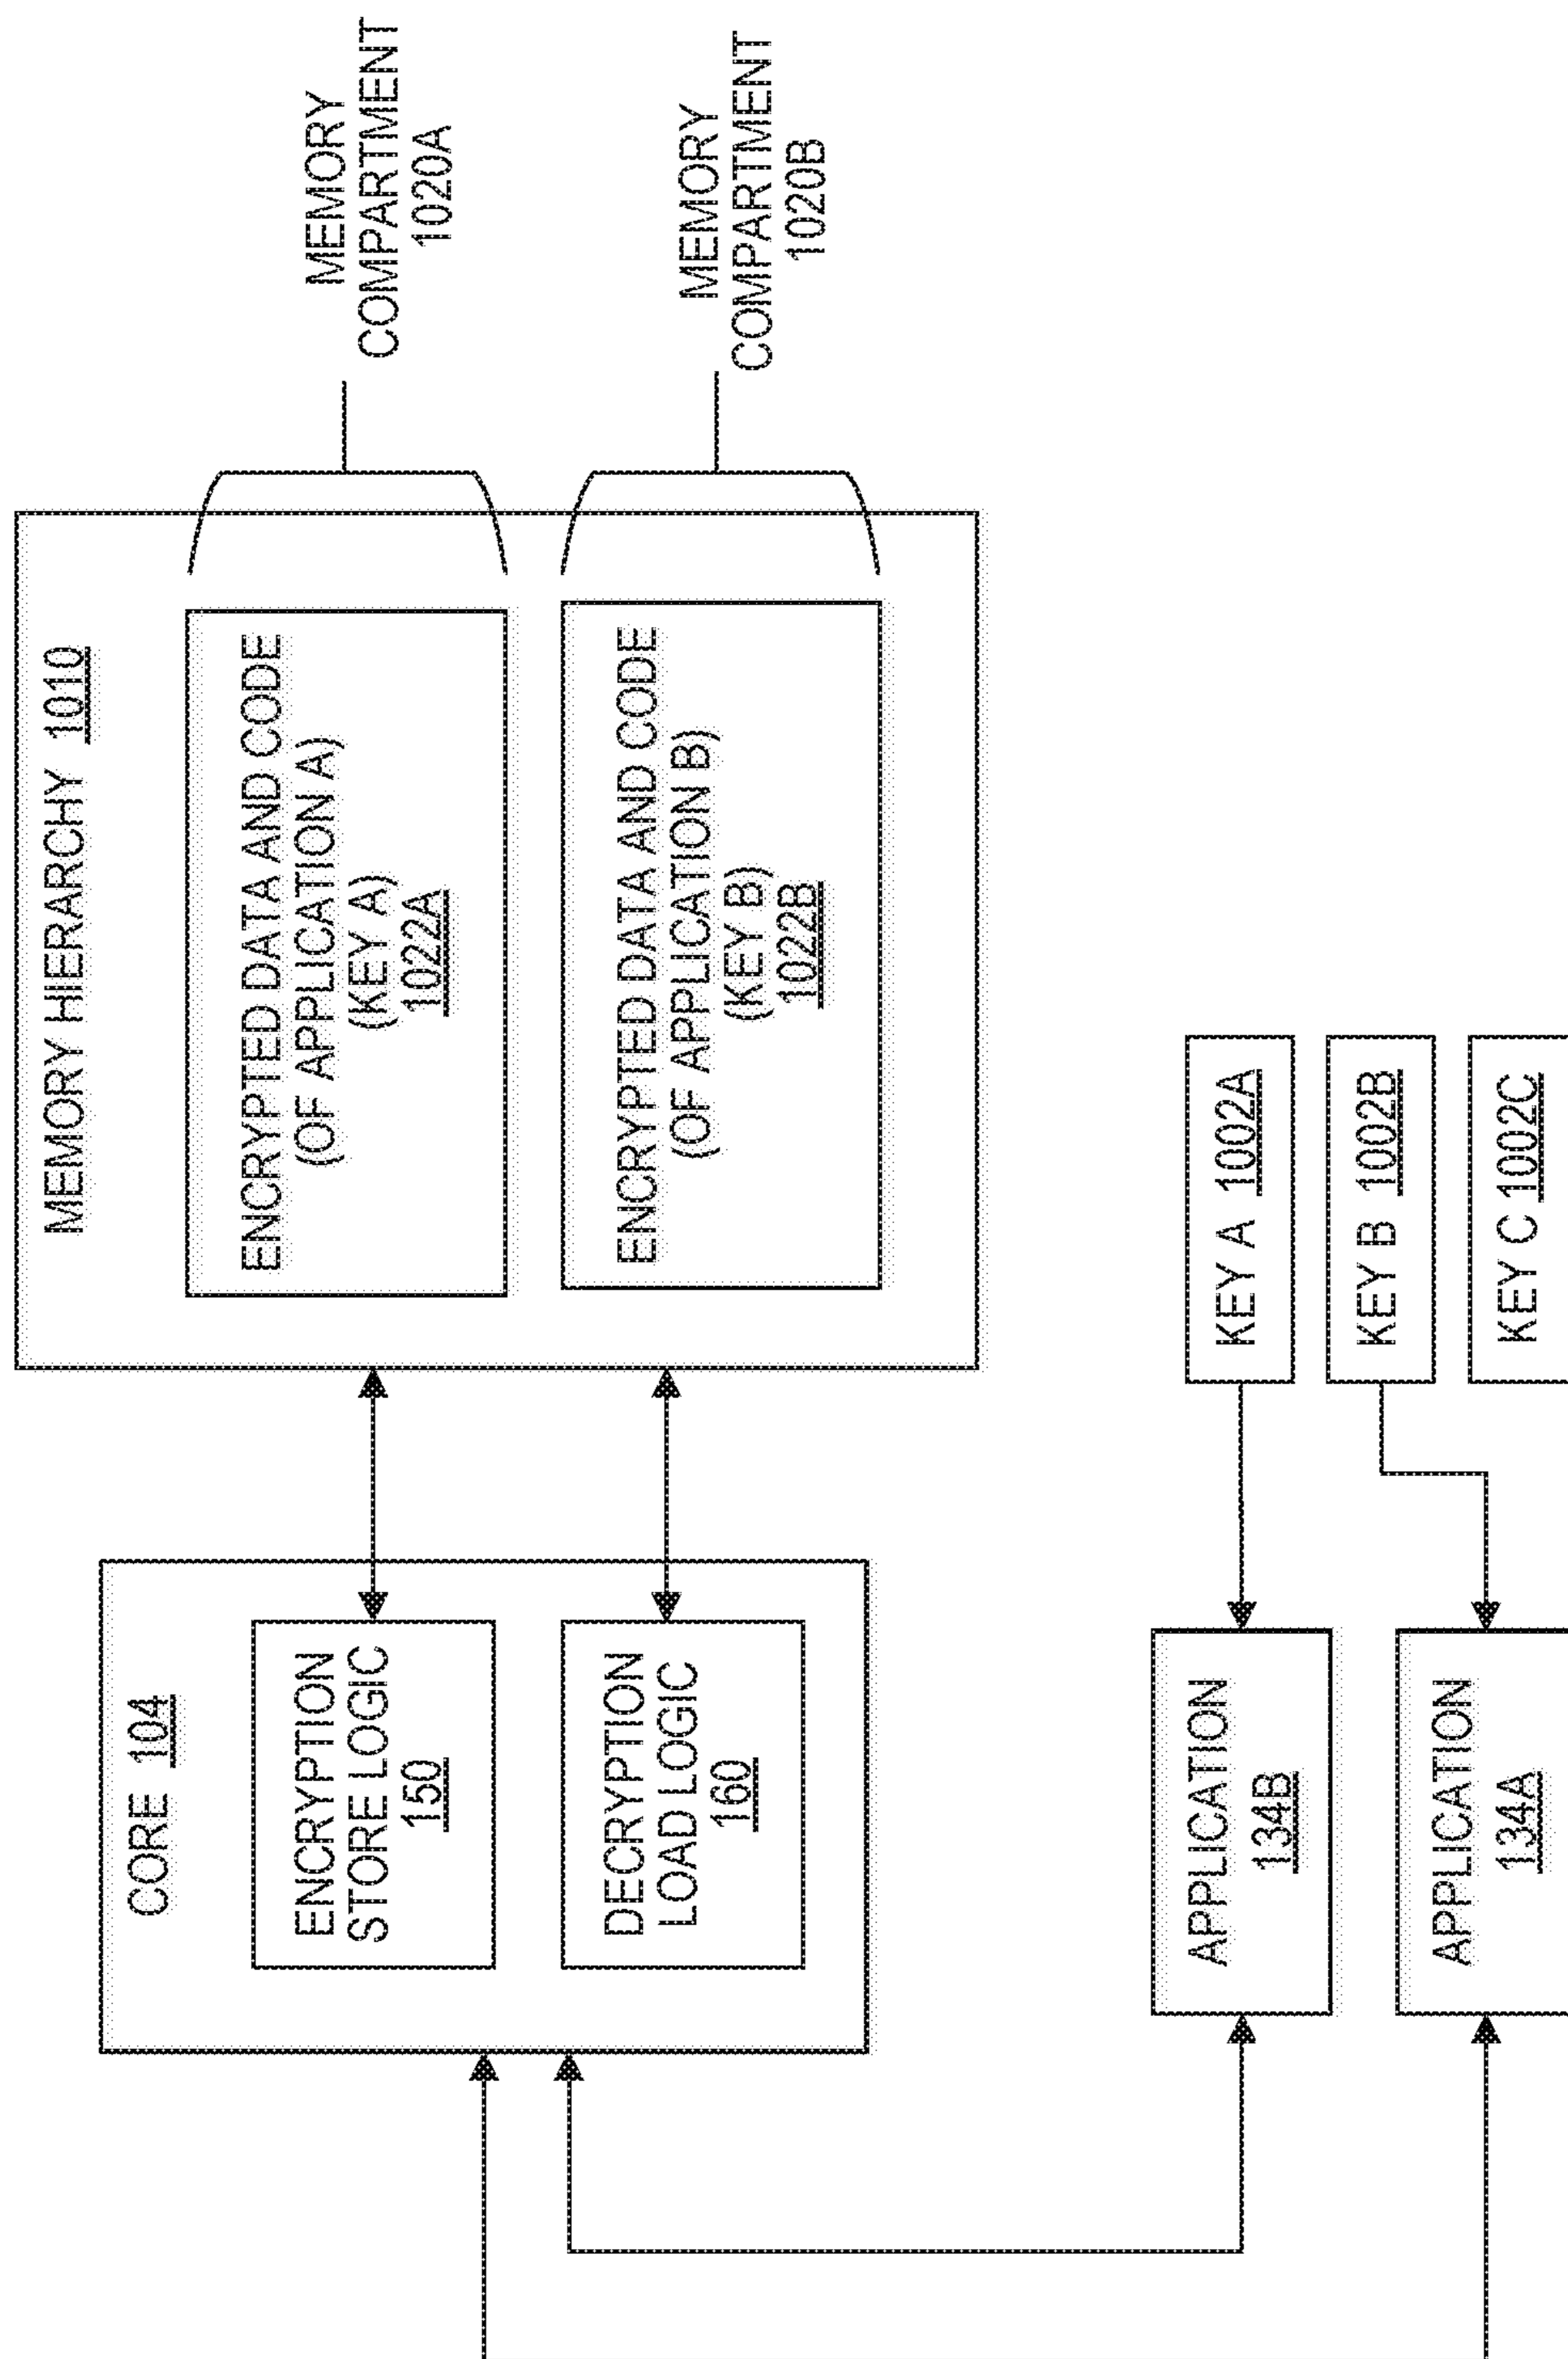 MEMORY HIERARCHY 1010
ENCRYPTED DATA AND CODE
(OF APPLICATION A)
(KEY A)
1022A
ENCRYPTED DATA AND CODE
(OF APPLICATION B)
(KEY B)
1022B
MEMORY
COMPARTMENT
1020A
MEMORY
COMPARTMENT
1020B
CORE 104
ENCRYPTION
STORE LOGIC
150
DECRYPTION
LOAD LOGIC
160
KEY A 1002A
KEY B 1002B
KEY C 1002C
APPLICATION
134B
APPLICATION
134A